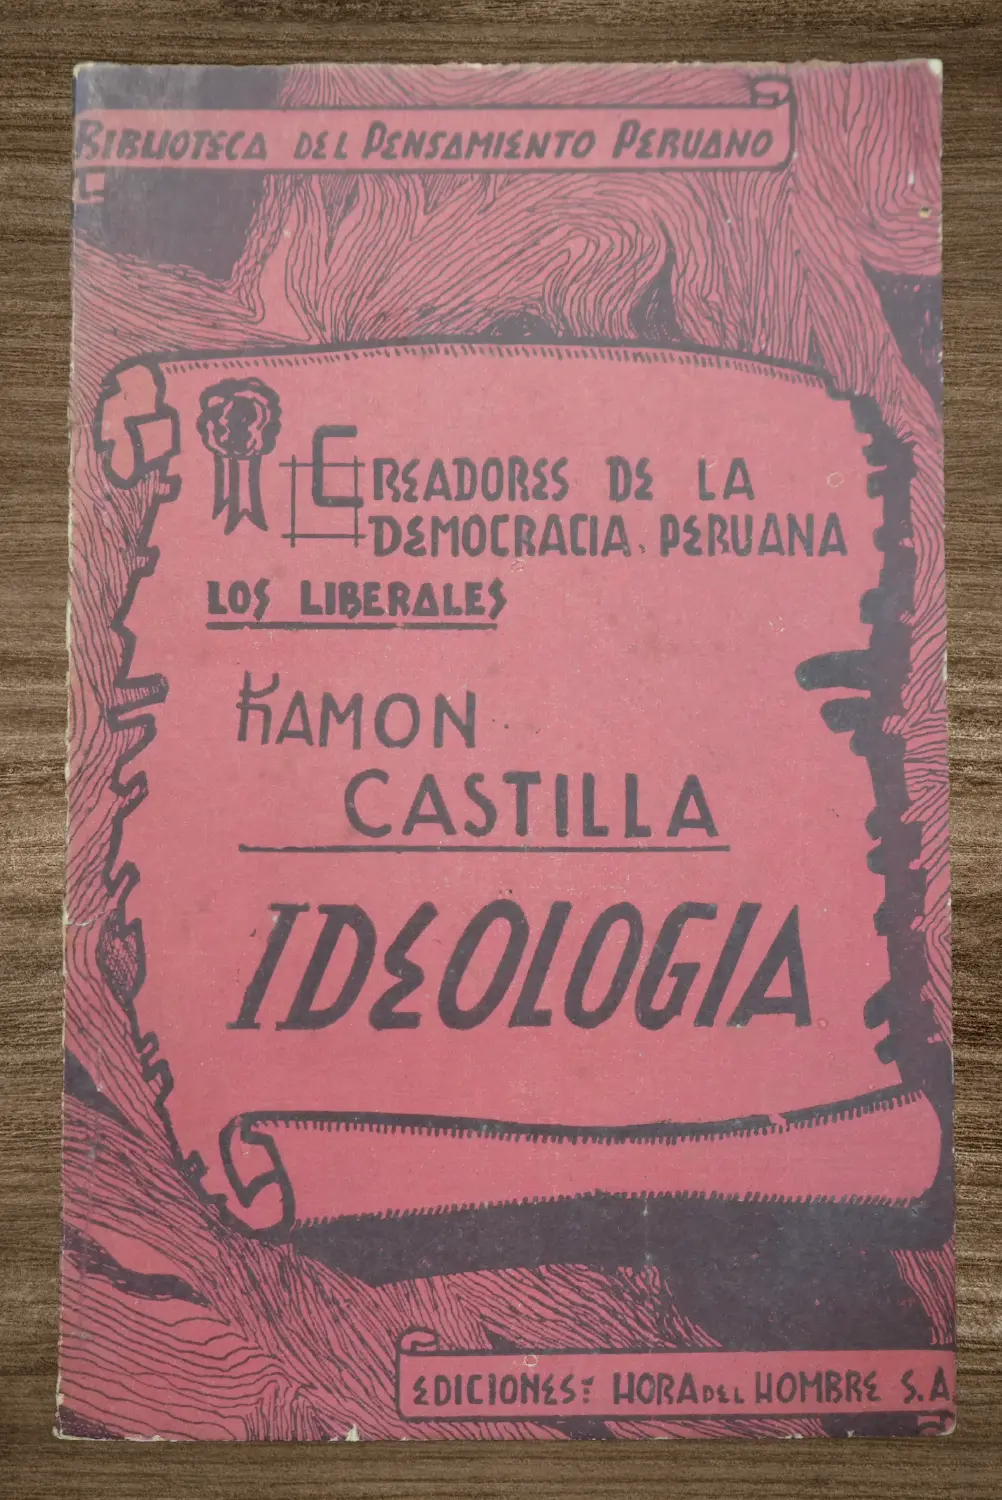 BIBLIOTECA DEL PENSAMIENTO PERUANO
CREADORES DE LA
DEMOCRACIA PERUANA
LOS LIBERALES
RAMON
CASTILLA
IDEOLOGIA
EDICIONES: HORA DEL HOMBRE S.A